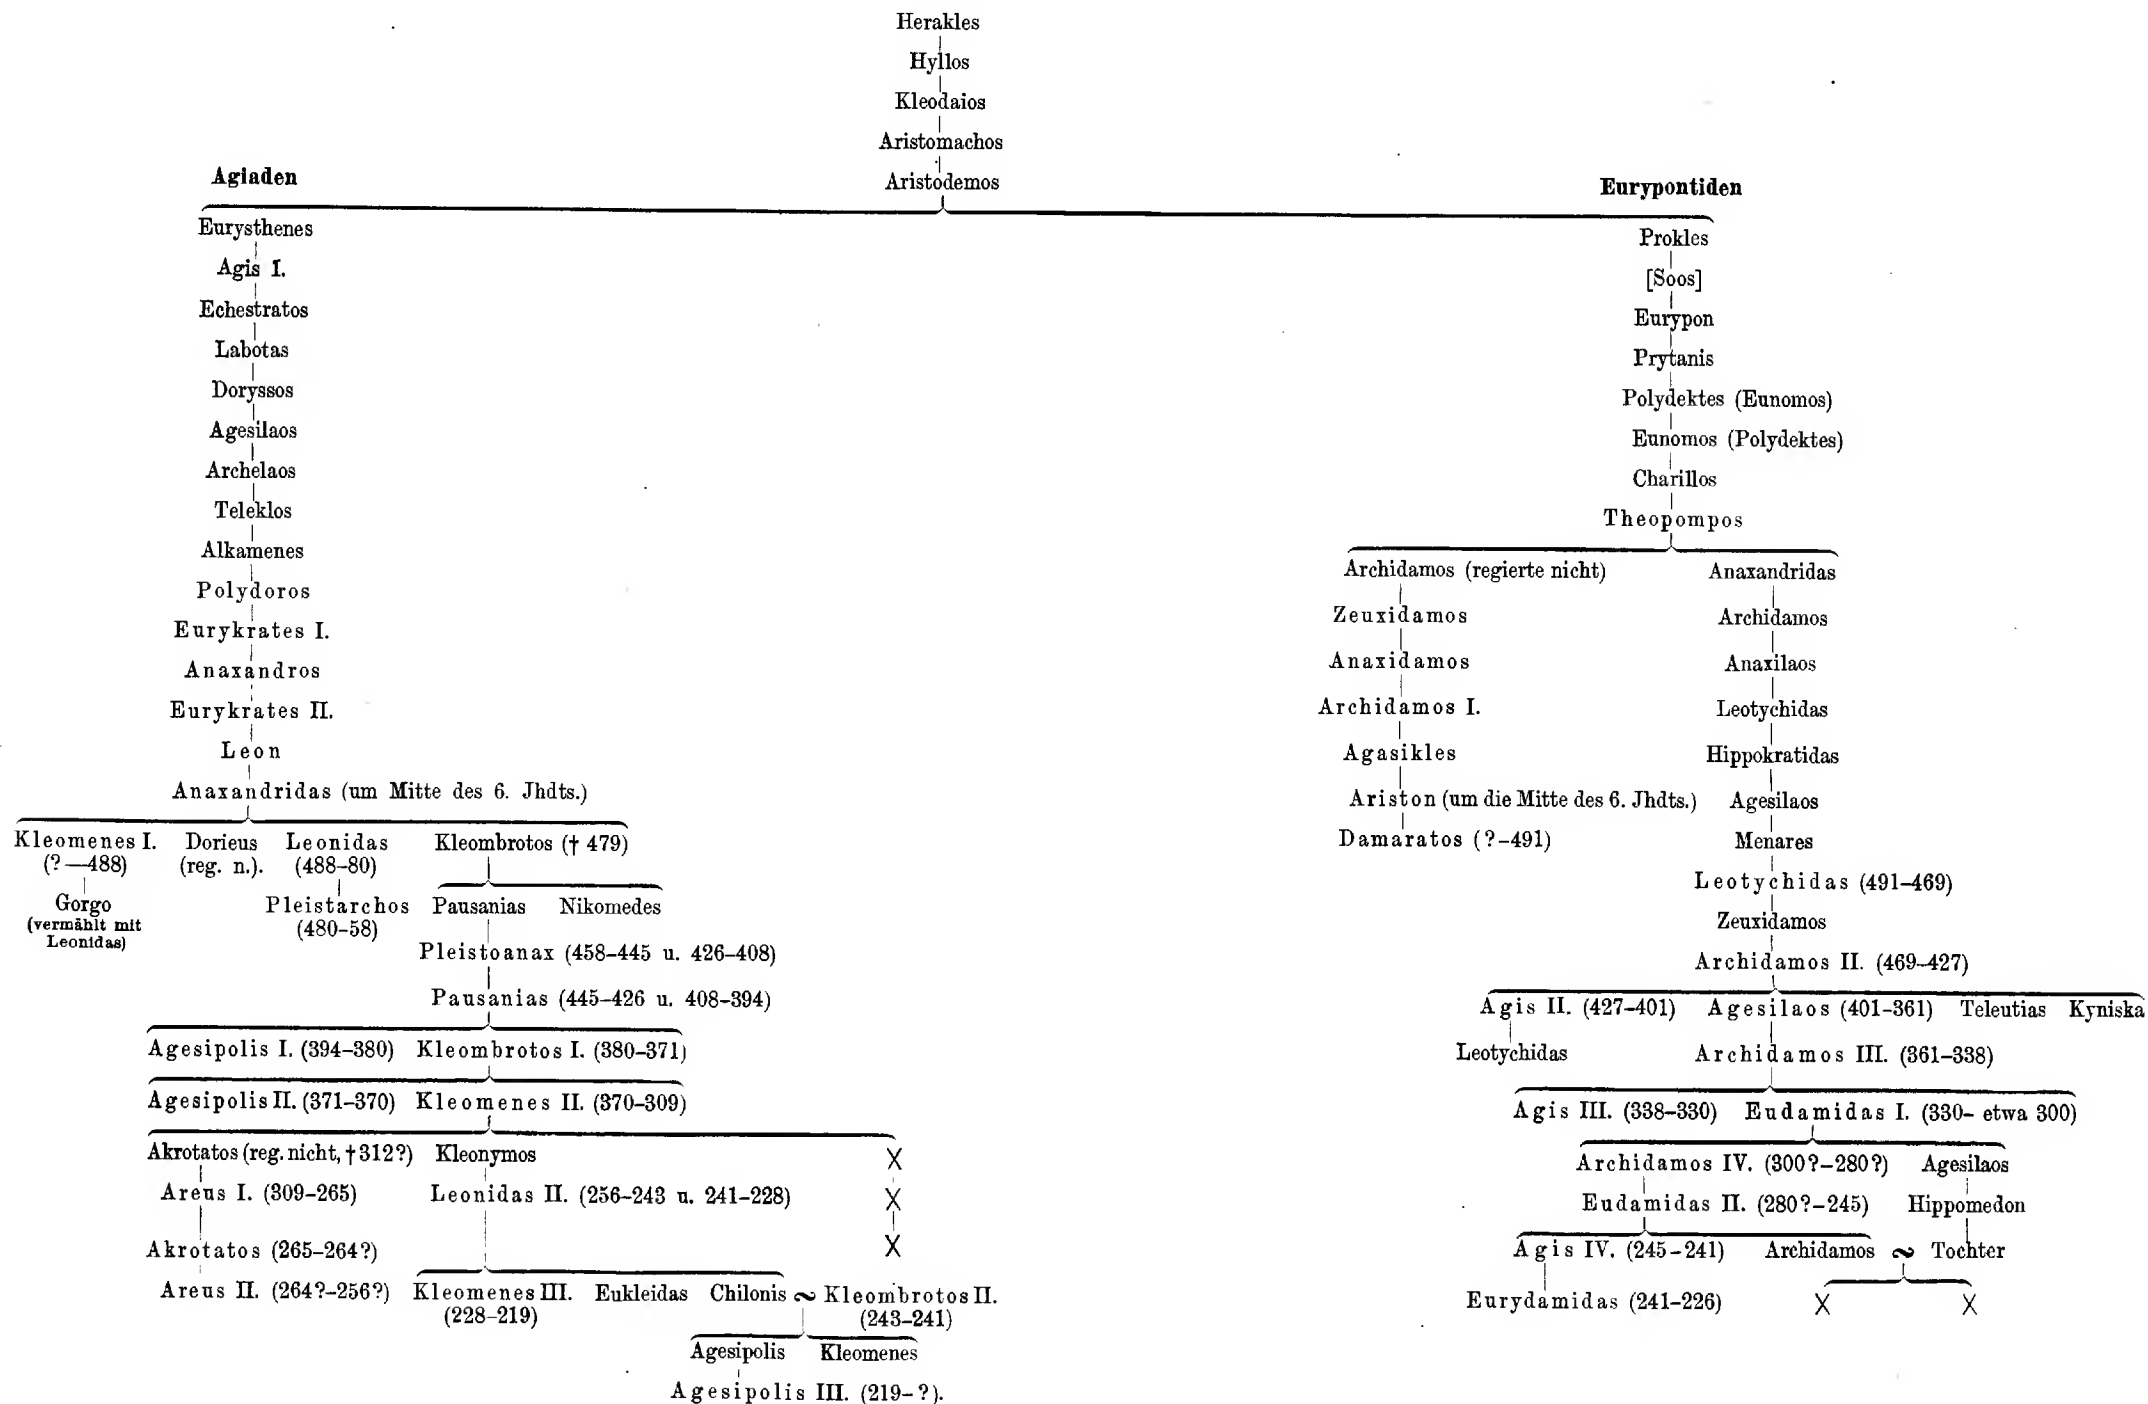 Herakles
Hyllos
Kleodaios
Aristomachos
Aristodemos
Agiaden
Eurysthenes
Agis I.
Echestratos
Labotas
Doryssos
Agesilaos
Archelaos
Teleklos
Alkamenes
Polydoros
Eurykrates I.
Anaxandros
Eurykrates II.
Leon
Anaxandridas (um Mitte des 6. Jhdts.)
Kleomenes I. Dorieus Leonidas Kleombrotos († 479)
(?—488) (reg. n.). (488–80)
Gorgo Pleistarchos Pausanias Nikomedes
(vermählt mit (480–58)
Leonidas)
Pleistoanax (458–445 u. 426–408)
Pausanias (445–426 u. 408–394)
Agesipolis I. (394–380) Kleombrotos I. (380–371)
Agesipolis II. (371–370) Kleomenes II. (370–309)
Akrotatos (reg. nicht, † 312?) Kleonymos X
Areus I. (309–265) Leonidas II. (256–243 u. 241–228) X
Akrotatos (265–264?) X
Areus II. (264?–256?) Kleomenes III. Eukleidas Chilonis ∾ Kleombrotos II.
(228–219) (243–241)
Agesipolis Kleomenes
Agesipolis III. (219–?).
Eurypontiden
Prokles
[Soos]
Eurypon
Prytanis
Polydektes (Eunomos)
Eunomos (Polydektes)
Charillos
Theopompos
Archidamos (regierte nicht) Anaxandridas
Zeuxidamos Archidamos
Anaxidamos Anaxilaos
Archidamos I. Leotychidas
Agasikles Hippokratidas
Ariston (um die Mitte des 6. Jhdts.) Agesilaos
Damaratos (?–491) Menares
Leotychidas (491–469)
Zeuxidamos
Archidamos II. (469–427)
Agis II. (427–401) Agesilaos (401–361) Teleutias Kyniska
Leotychidas Archidamos III. (361–338)
Agis III. (338–330) Eudamidas I. (330– etwa 300)
Archidamos IV. (300?–280?) Agesilaos
Eudamidas II. (280?–245) Hippomedon
Agis IV. (245–241) Archidamos ∾ Tochter
Eurydamidas (241–226) X X